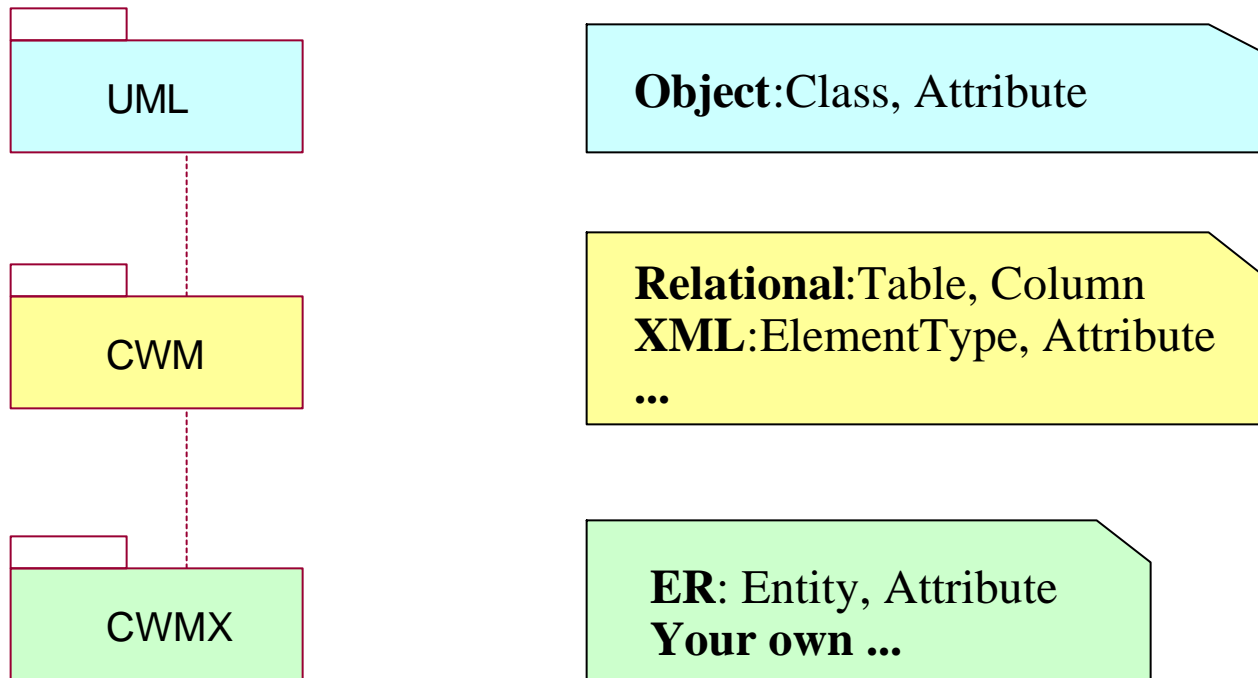 UML
Object:Class, Attribute
CWM
Relational:Table, Column
XML:ElementType, Attribute
...
CWMX
ER: Entity, Attribute
Your own ...